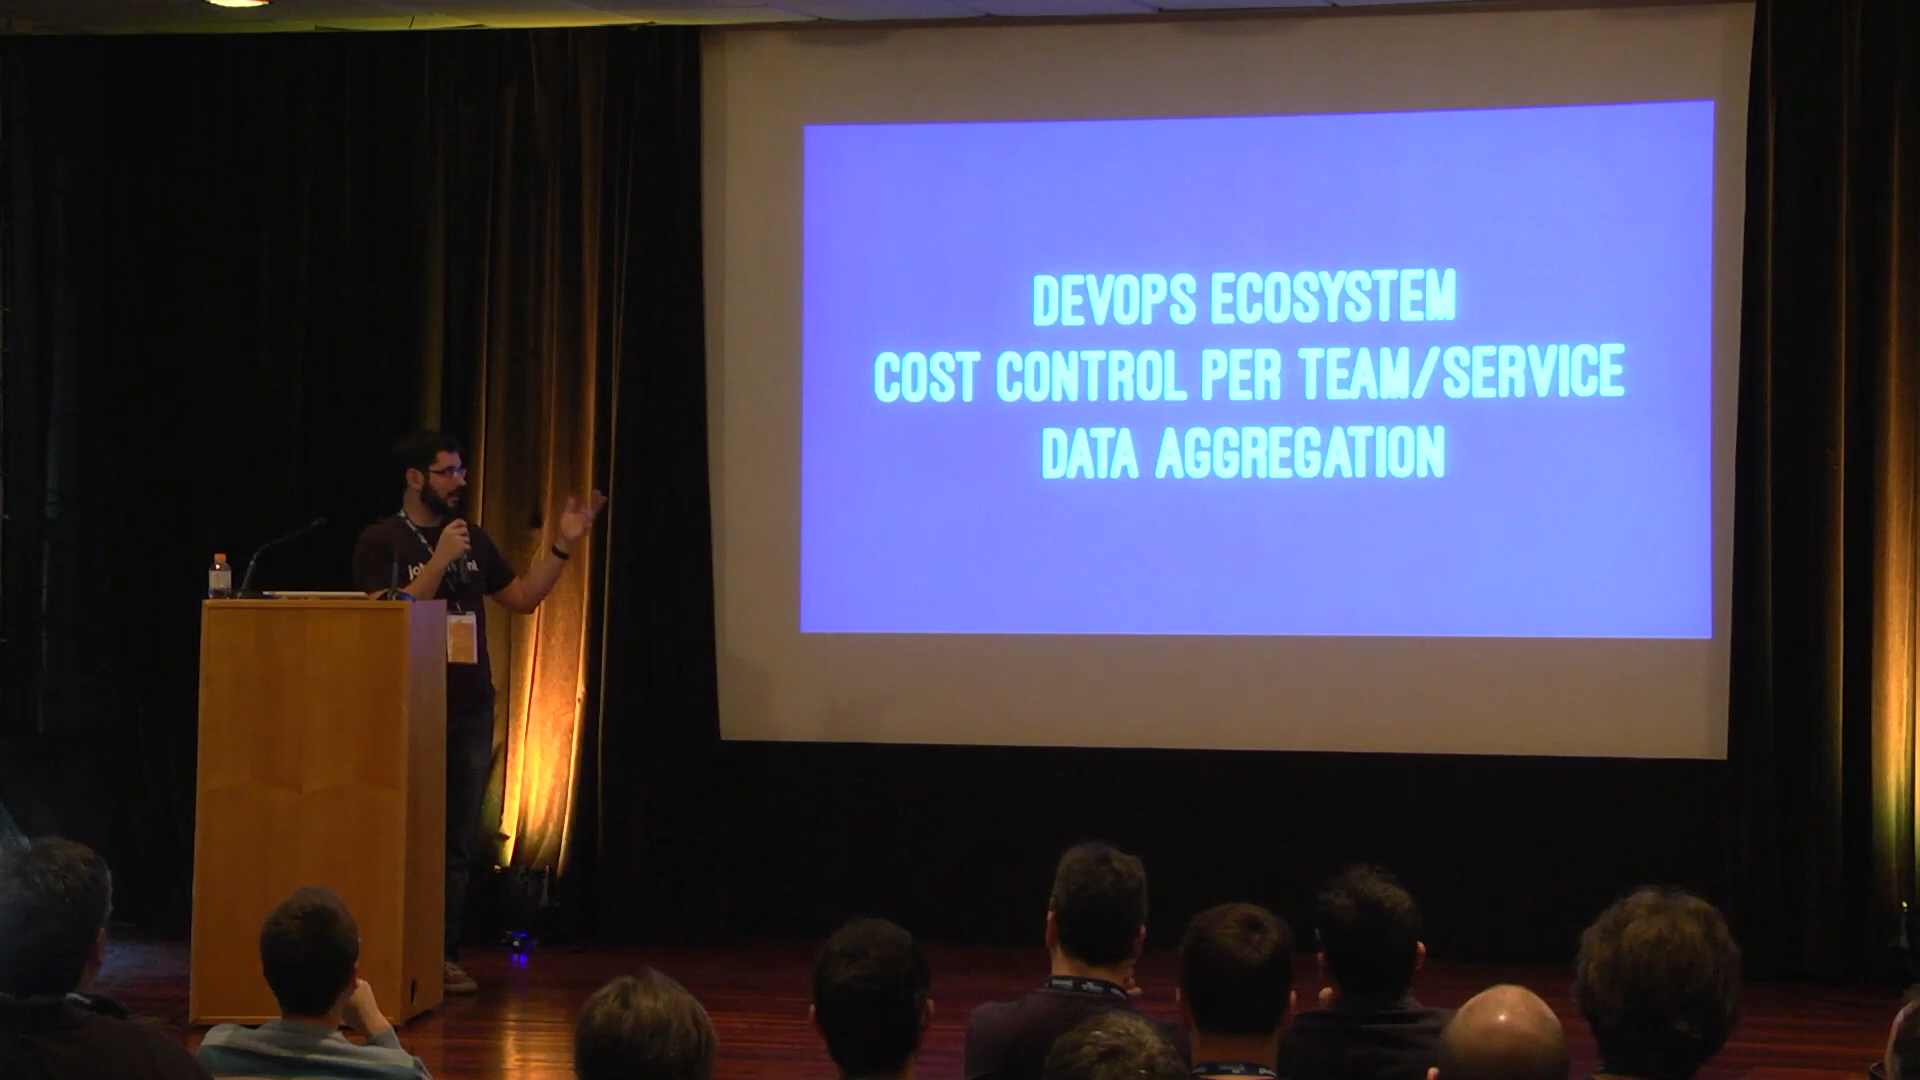 DEVOPS ECOSYSTEM
COST CONTROL PER TEAM/SERVICE
DATA AGGREGATION